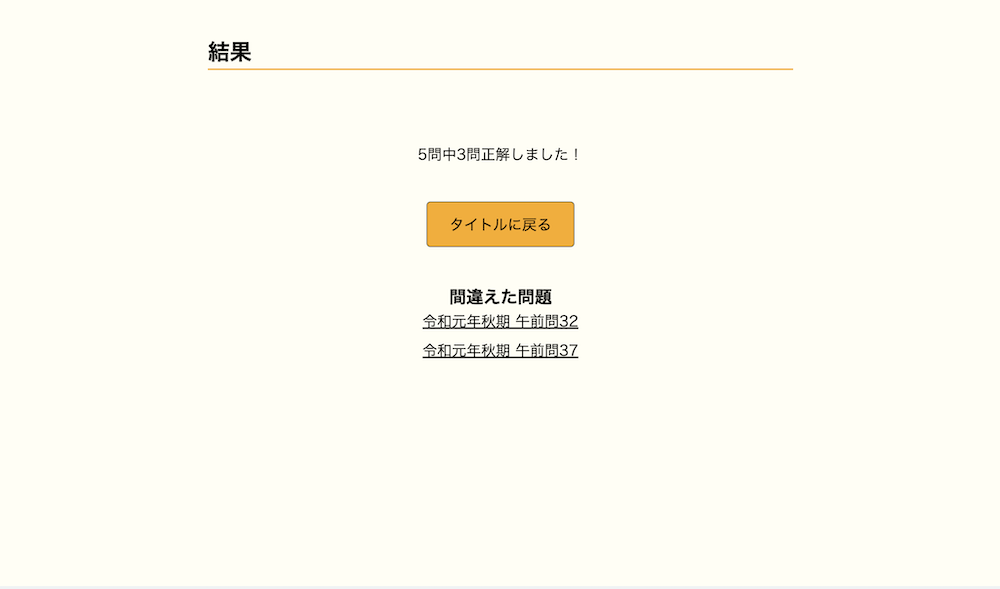 結果
5問中3問正解しました！
タイトルに戻る
間違えた問題
令和元年秋期 午前問32
令和元年秋期 午前問37